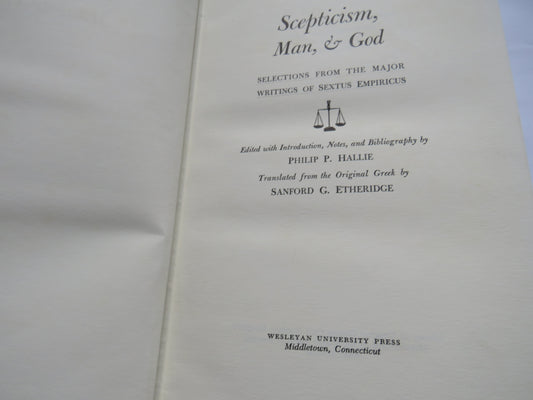 Scepticism,
Man, & God
SELECTIONS FROM THE MAJOR
WRITINGS OF SEXTUS EMPIRICUS
Edited with Introduction, Notes, and Bibliography by
PHILIP P. HALLIE
Translated from the Original Greek by
SANFORD G. ETHERIDGE
WESLEYAN UNIVERSITY PRESS
Middletown, Connecticut